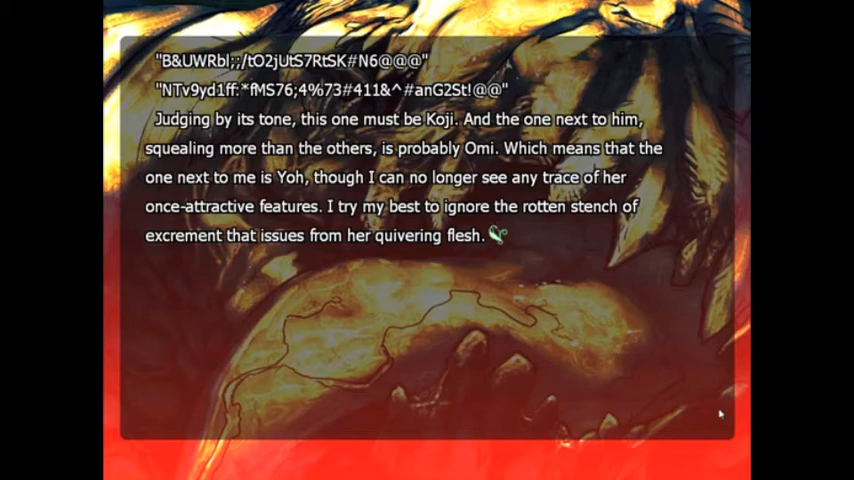 "B&UWRbl;;/tO2jUtS7RtSK#N6@@@"
"NTv9yd1ff:*fMS76;4%73#411&^#anG2St!@@"
Judging by its tone, this one must be Koji. And the one next to him,
squealing more than the others, is probably Omi. Which means that the
one next to me is Yoh, though I can no longer see any trace of her
once-attractive features. I try my best to ignore the rotten stench of
excrement that issues from her quivering flesh.